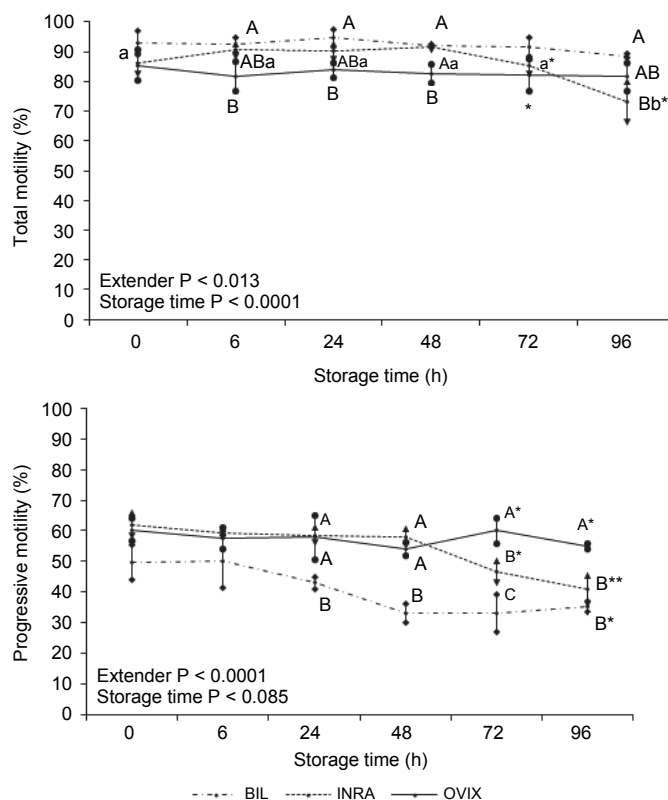 Total motility (%)
100
90
80
70
60
50
40
30
20
10
0
a
A
ABa
B
A
ABa
B
A
Aa
B
a*
*
A
AB
Bb*
Extender P < 0.013
Storage time P < 0.0001
0 6 24 48 72 96
Storage time (h)
Progressive motility (%)
100
90
80
70
60
50
40
30
20
10
0
A
A
B
A
A
B
A*
B*
C
A*
B**
B*
Extender P < 0.0001
Storage time P < 0.085
0 6 24 48 72 96
Storage time (h)
BIL INRA OVIX